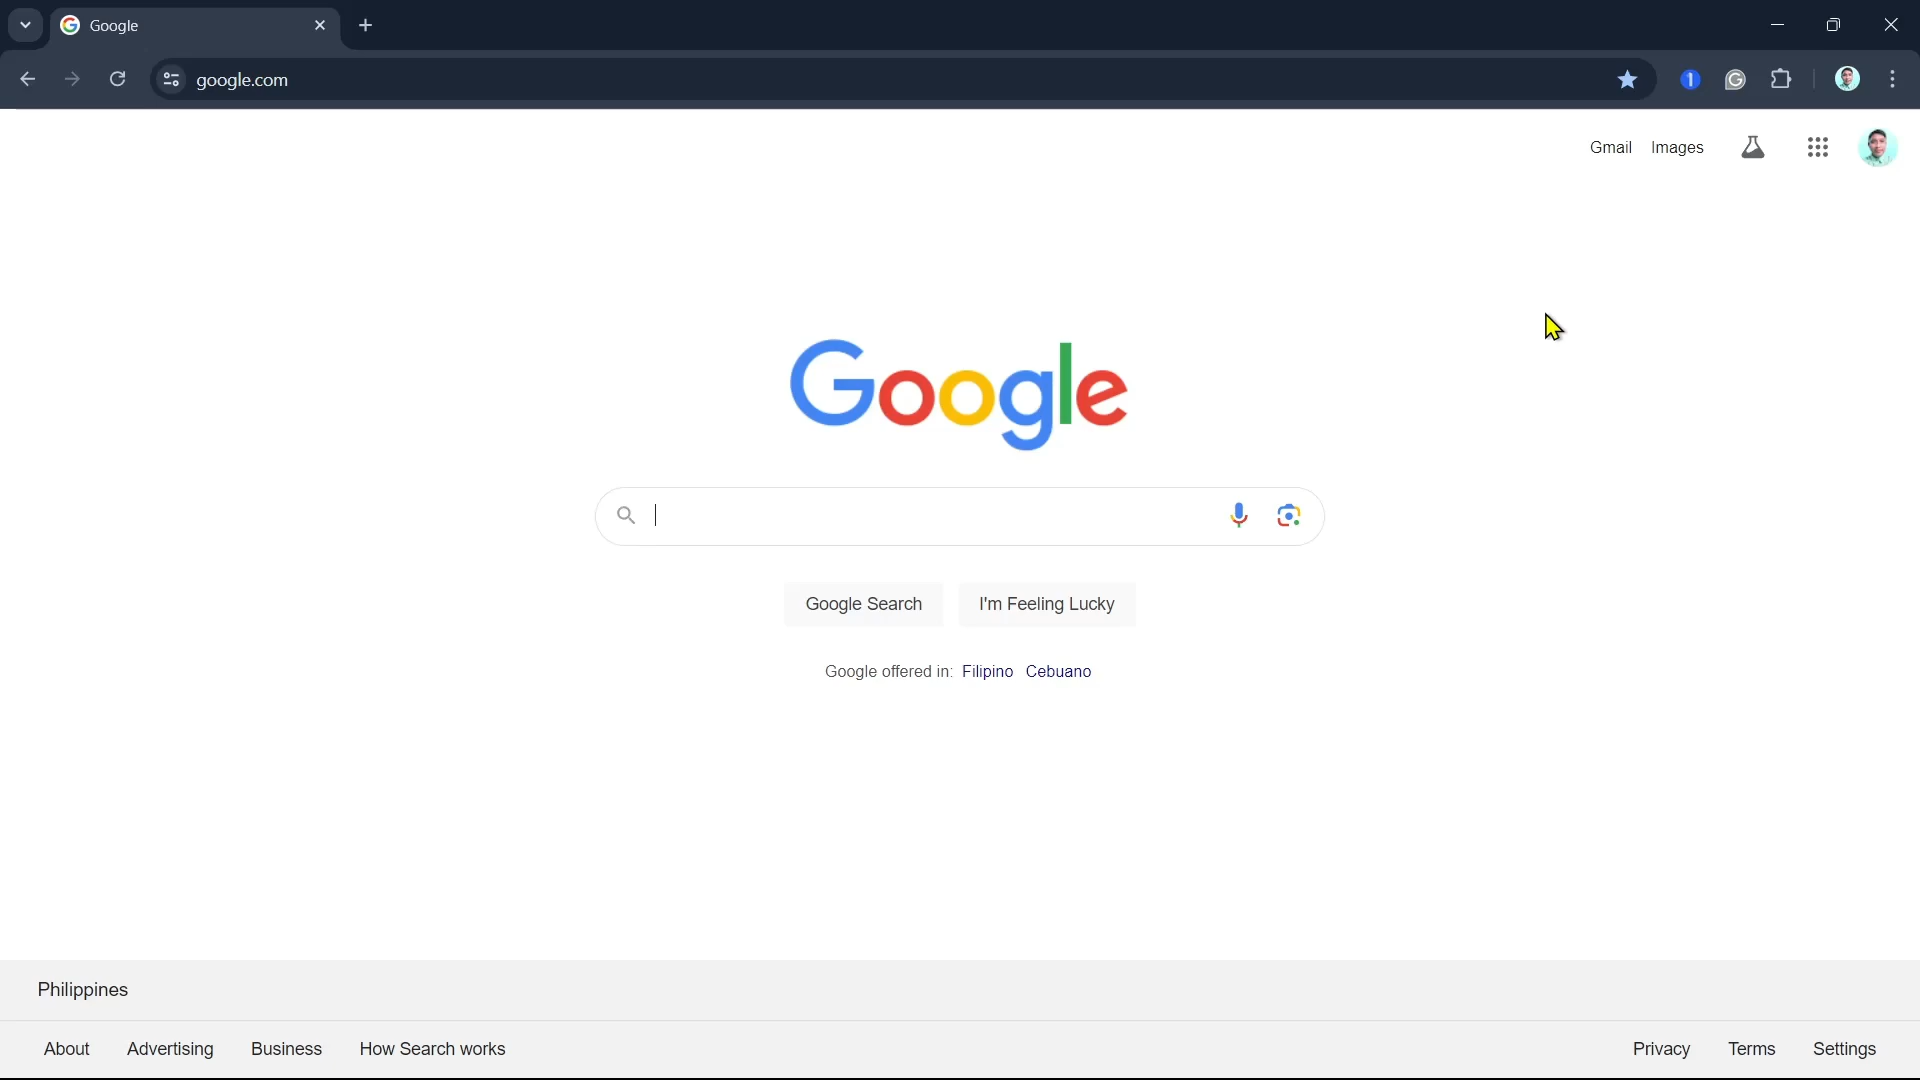 Google
google.com
Gmail Images
Google
Google Search I'm Feeling Lucky
Google offered in: Filipino Cebuano
Philippines
About Advertising Business How Search works Privacy Terms Settings